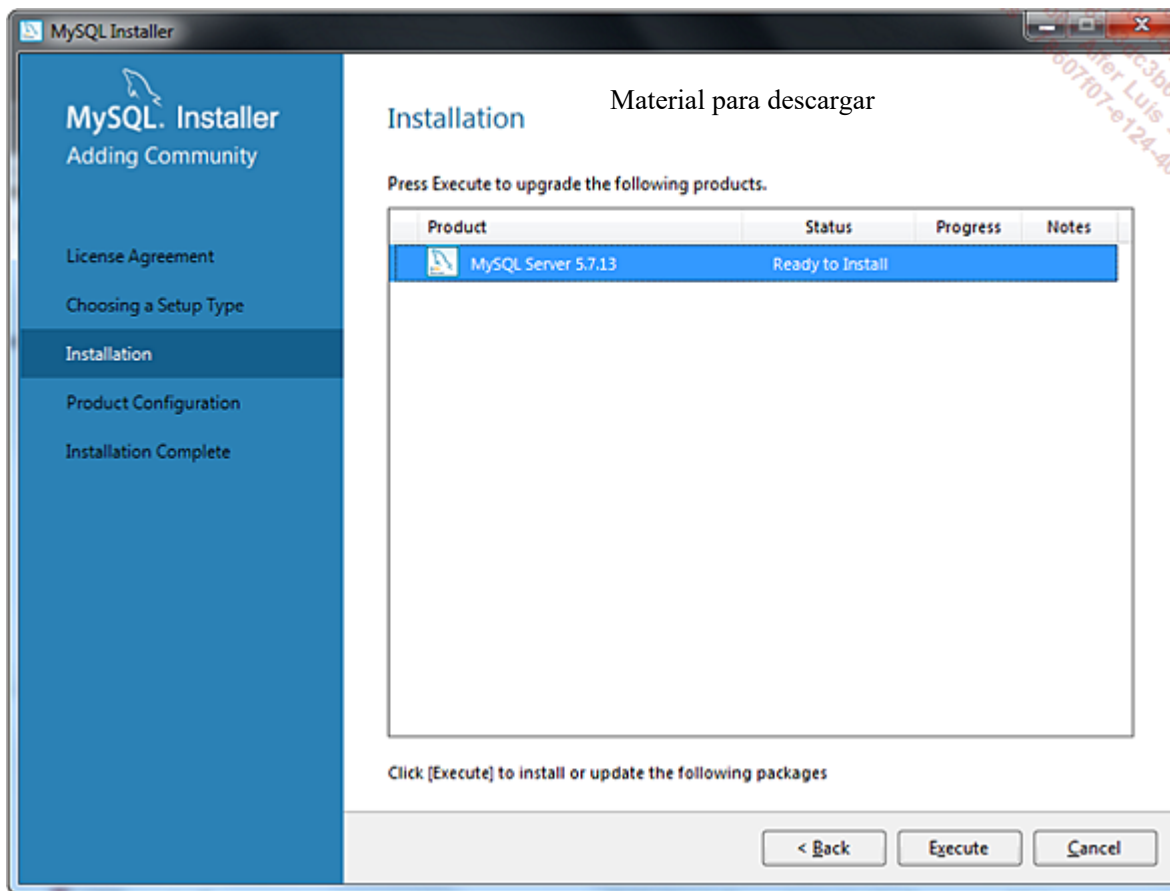 MySQL Installer
MySQL. Installer
Adding Community
License Agreement
Choosing a Setup Type
Installation
Product Configuration
Installation Complete
Material para descargar
Installation
Press Execute to upgrade the following products.
Product Status Progress Notes
MySQL Server 5.7.13 Ready to Install
Click [Execute] to install or update the following packages
< Back Execute Cancel